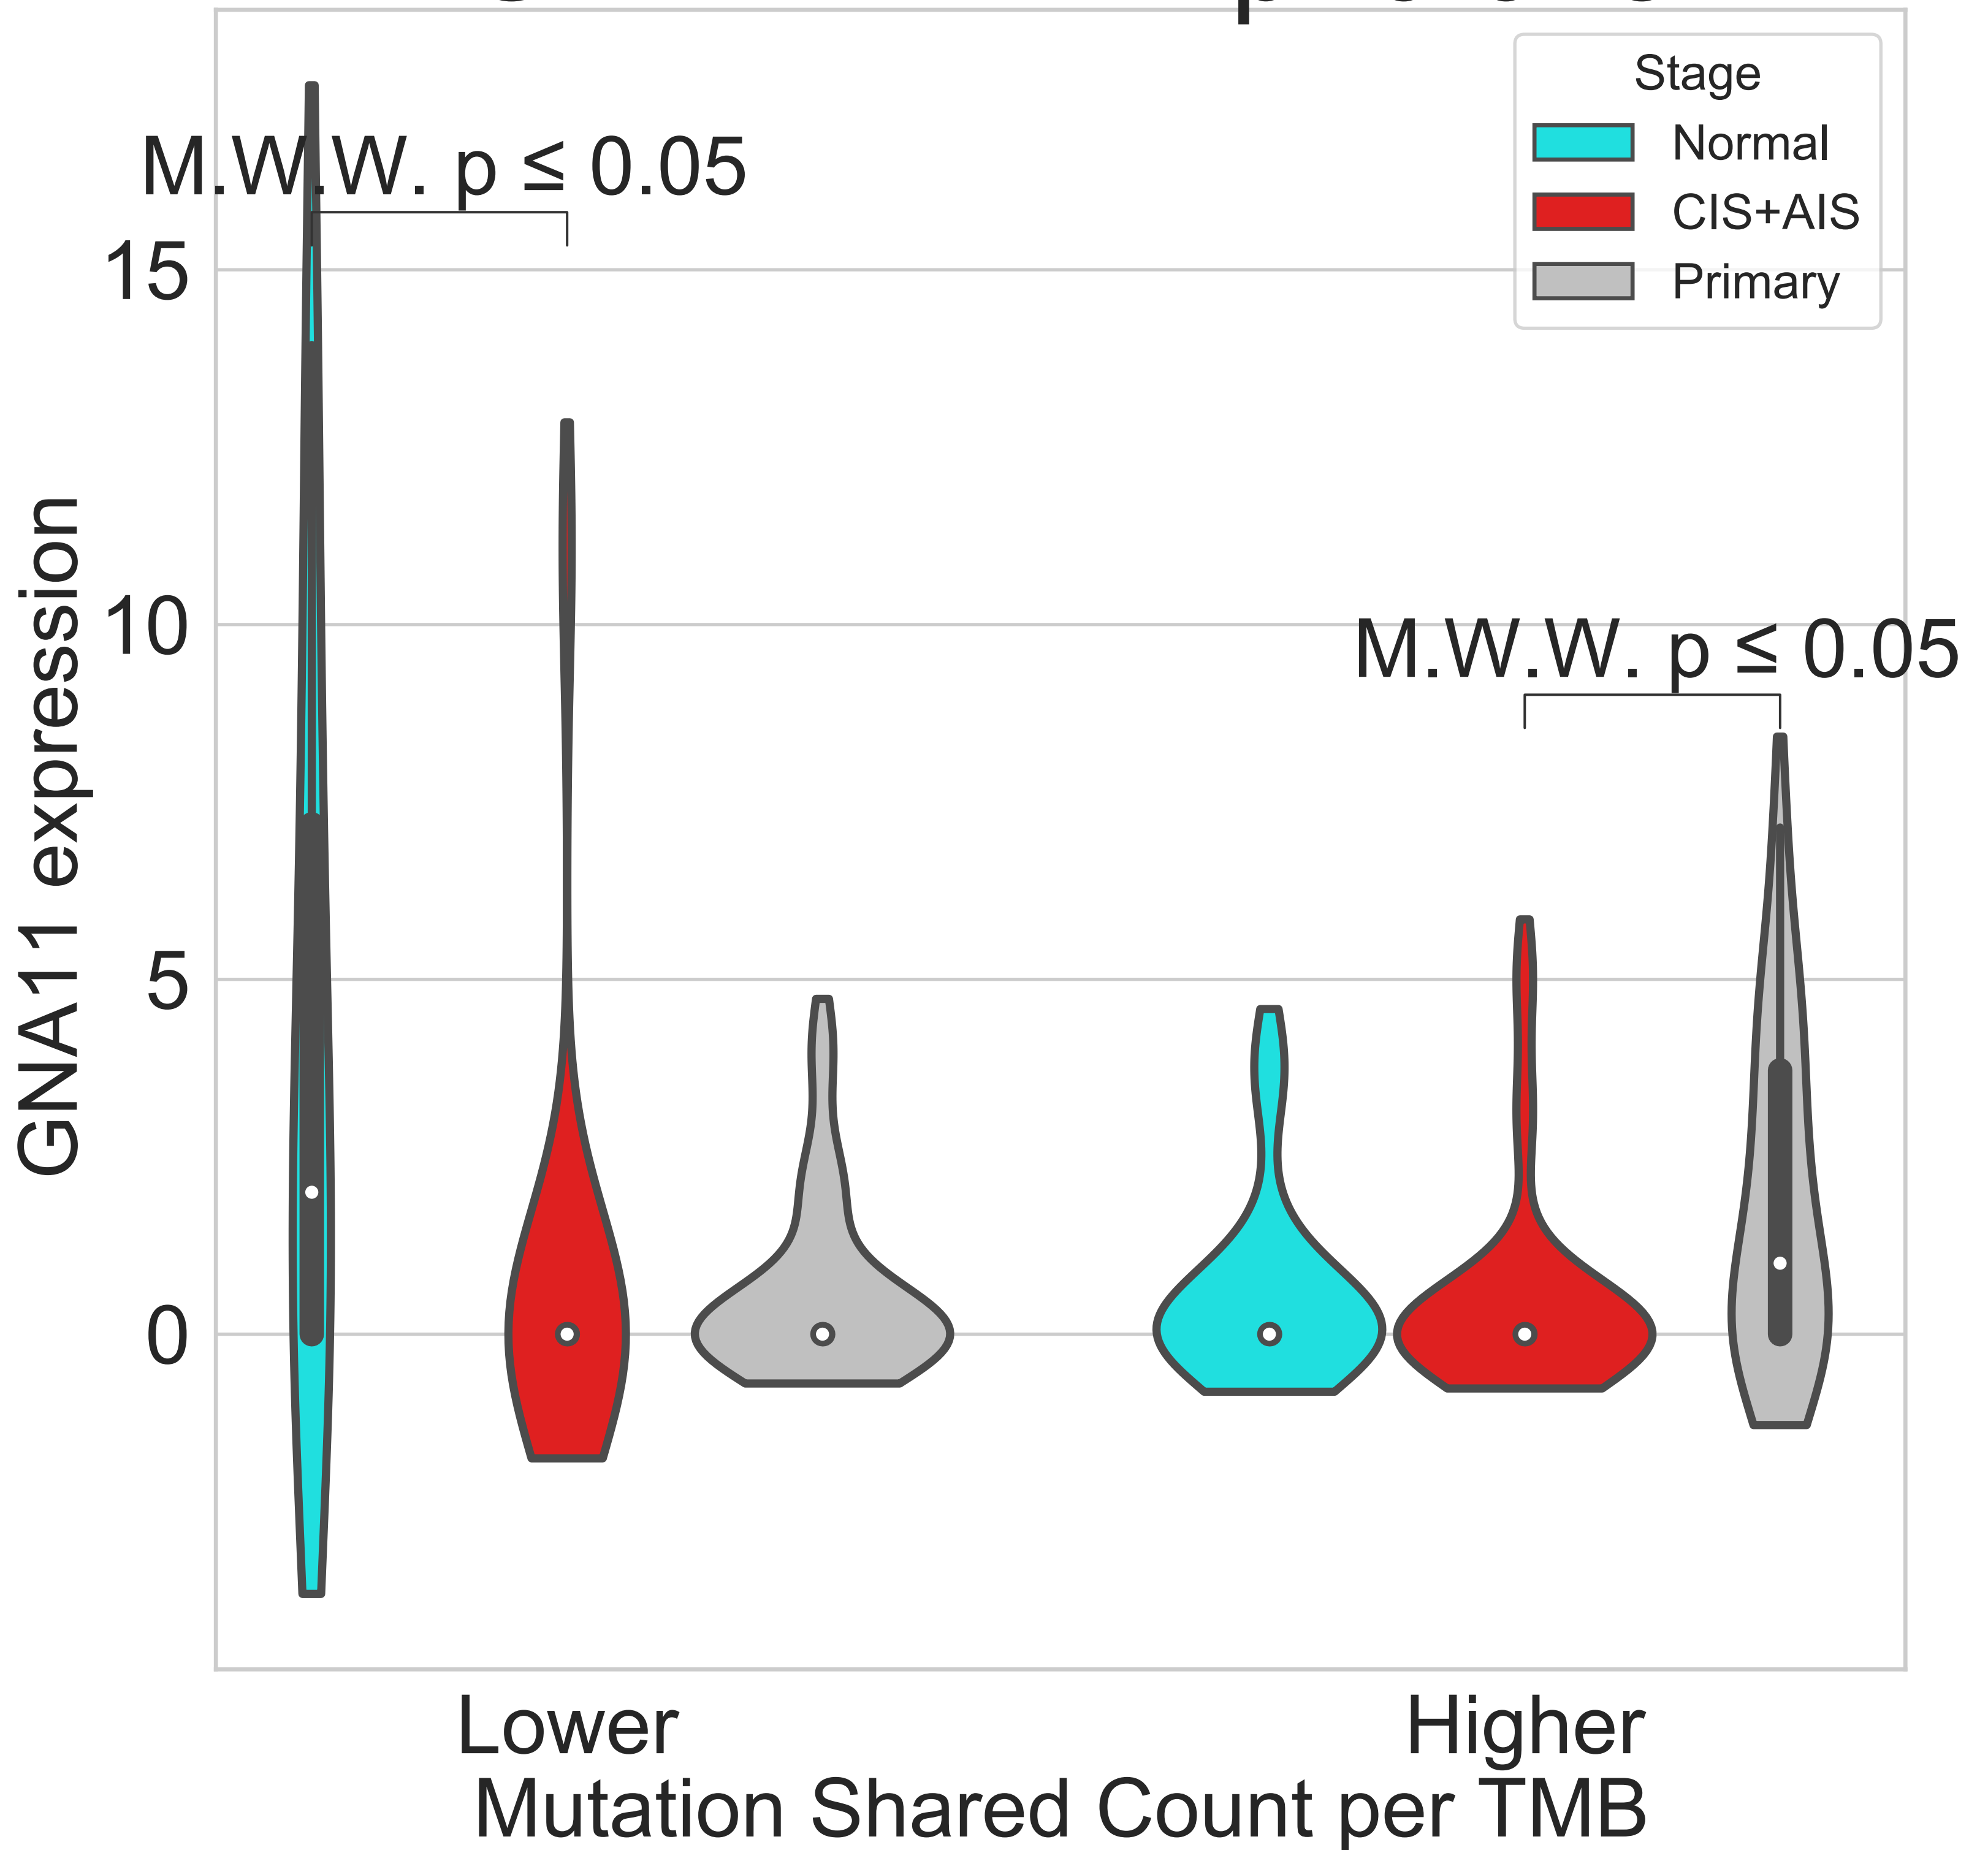 Stage
Normal
CIS+AIS
Primary
M.W.W. p ≤ 0.05
M.W.W. p ≤ 0.05
15
10
5
0
GNA11 expression
Lower
Higher
Mutation Shared Count per TMB